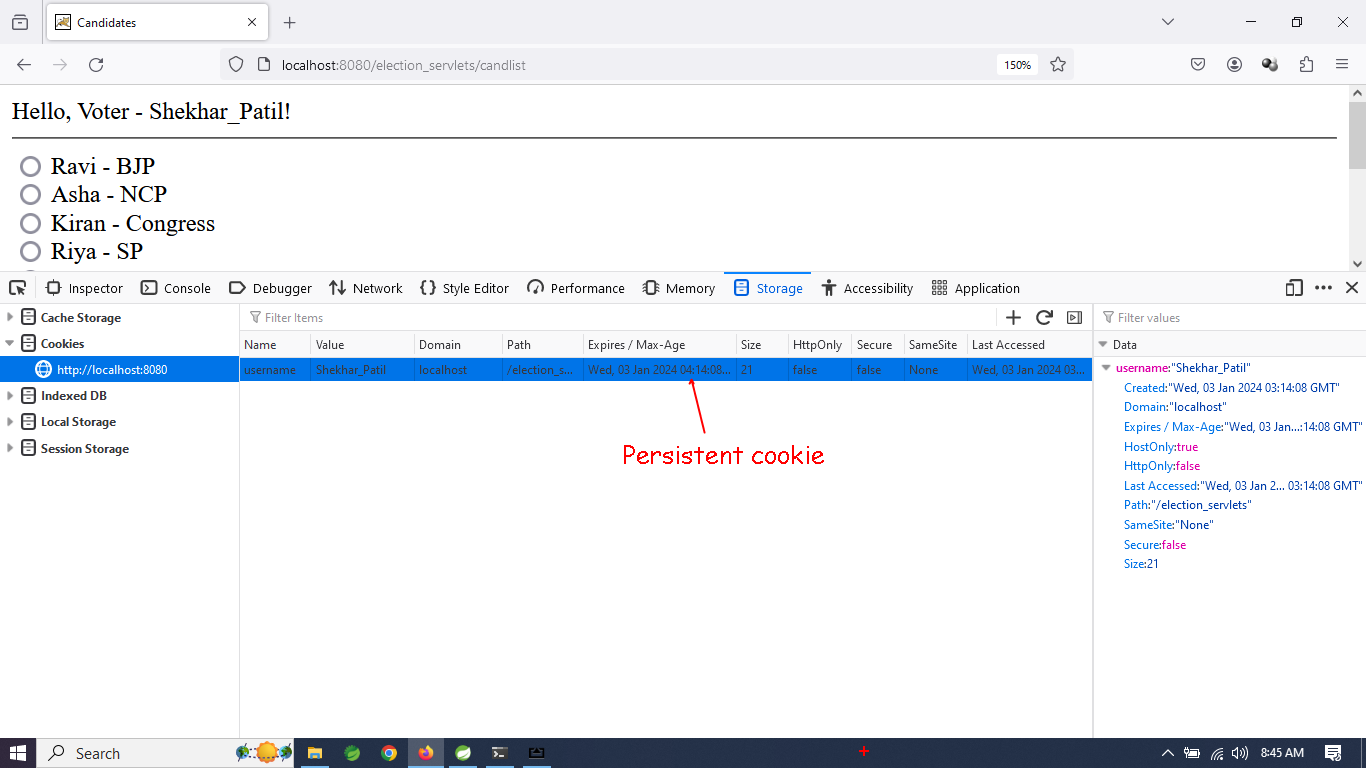 Candidates
localhost:8080/election_servlets/candlist
150%
Hello, Voter - Shekhar_Patil!
Ravi - BJP
Asha - NCP
Kiran - Congress
Riya - SP
Inspector Console Debugger Network Style Editor Performance Memory Storage Accessibility Application
Cache Storage
Cookies
http://localhost:8080
Indexed DB
Local Storage
Session Storage
Filter Items
Name Value Domain Path Expires / Max-Age Size HttpOnly Secure SameSite Last Accessed
username Shekhar_Patil localhost /election_s... Wed, 03 Jan 2024 04:14:08... 21 false false None Wed, 03 Jan 2024 03...
Persistent cookie
Filter values
Data
username:"Shekhar_Patil"
Created:"Wed, 03 Jan 2024 03:14:08 GMT"
Domain:"localhost"
Expires / Max-Age:"Wed, 03 Jan...:14:08 GMT"
HostOnly:true
HttpOnly:false
Last Accessed:"Wed, 03 Jan 2... 03:14:08 GMT"
Path:"/election_servlets"
SameSite:"None"
Secure:false
Size:21
Search
8:45 AM